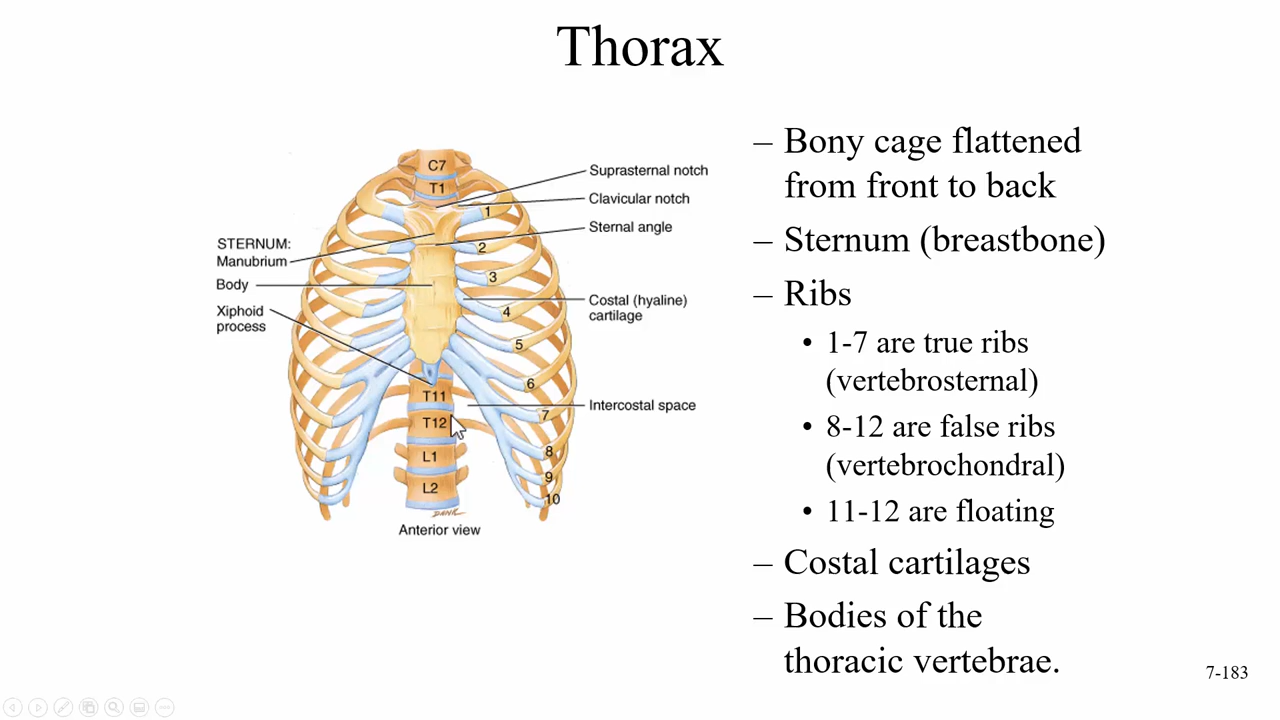 Thorax
C7
T1
Suprasternal notch
Clavicular notch
Sternal angle
1
2
3
4
5
6
7
8
9
10
STERNUM:
Manubrium
Body
Xiphoid
process
Costal (hyaline)
cartilage
Intercostal space
T11
T12
L1
L2
Anterior view
– Bony cage flattened
from front to back
– Sternum (breastbone)
– Ribs
• 1-7 are true ribs
(vertebrosternal)
• 8-12 are false ribs
(vertebrochondral)
• 11-12 are floating
– Costal cartilages
– Bodies of the
thoracic vertebrae.
7-183